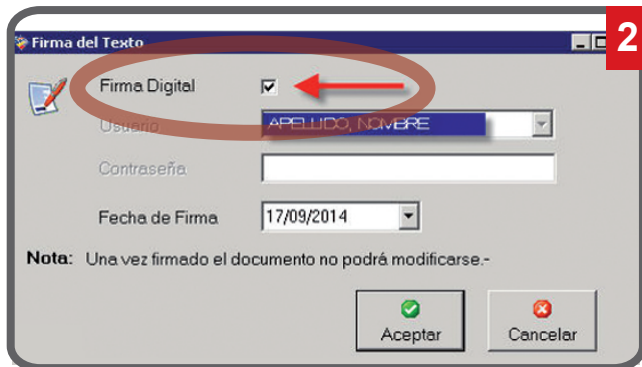 2
Firma del Texto
Firma Digital
Usuario APELLIDO, NOMBRE
Contraseña
Fecha de Firma 17/09/2014
Nota: Una vez firmado el documento no podrá modificarse.-
Aceptar Cancelar